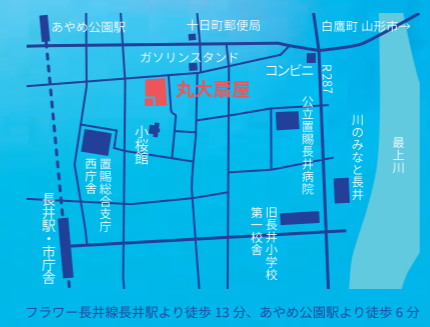 あやめ公園駅
十日町郵便局
白鷹町 山形市→
ガソリンスタンド
コンビニ
R287
丸大扇屋
小桜館
公立置賜長井病院
川のみなと長井
最上川
置賜総合支庁
西庁舎
長井駅・市庁舎
旧長井小学校
第一校舎
フラワー長井線長井駅より徒歩 13 分、あやめ公園駅より徒歩 6 分